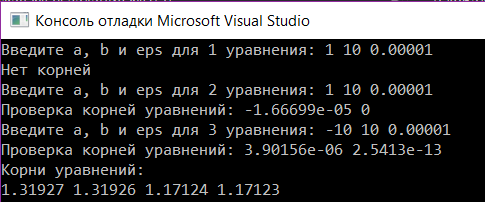 Консоль отладки Microsoft Visual Studio
Введите a, b и eps для 1 уравнения: 1 10 0.00001
Нет корней
Введите a, b и eps для 2 уравнения: 1 10 0.00001
Проверка корней уравнений: -1.66699e-05 0
Введите a, b и eps для 3 уравнения: -10 10 0.00001
Проверка корней уравнений: 3.90156e-06 2.5413e-13
Корни уравнений:
1.31927 1.31926 1.17124 1.17123